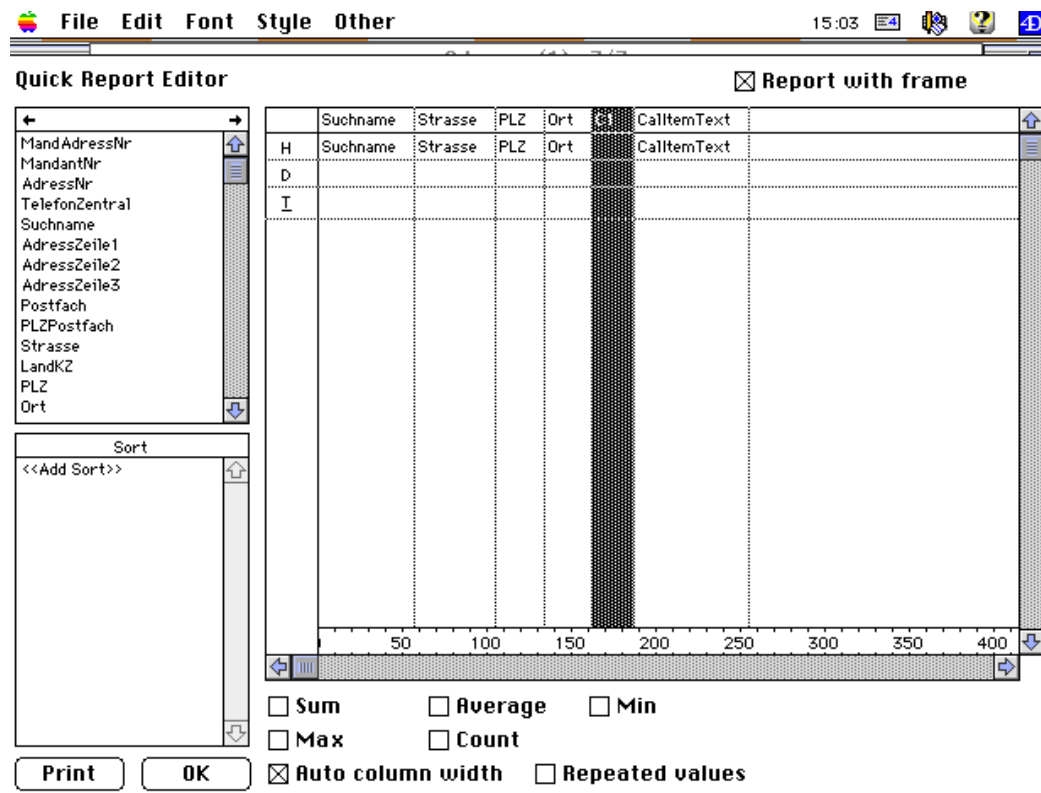 File Edit Font Style Other 15:03 4D
Quick Report Editor
Report with frame
MandAdressNr
MandantNr
AdressNr
TelefonZentral
Suchname
AdressZeile1
AdressZeile2
AdressZeile3
Postfach
PLZPostfach
Strasse
LandKZ
PLZ
Ort
Sort
<<Add Sort>>
Suchname Strasse PLZ Ort C1 CallItemText
H Suchname Strasse PLZ Ort CallItemText
D
T
50 100 150 200 250 300 350 400
Sum Average Min
Max Count
Auto column width Repeated values
Print OK